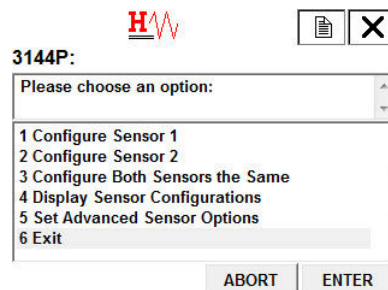 H
3144P:
Please choose an option:
1 Configure Sensor 1
2 Configure Sensor 2
3 Configure Both Sensors the Same
4 Display Sensor Configurations
5 Set Advanced Sensor Options
6 Exit
ABORT ENTER